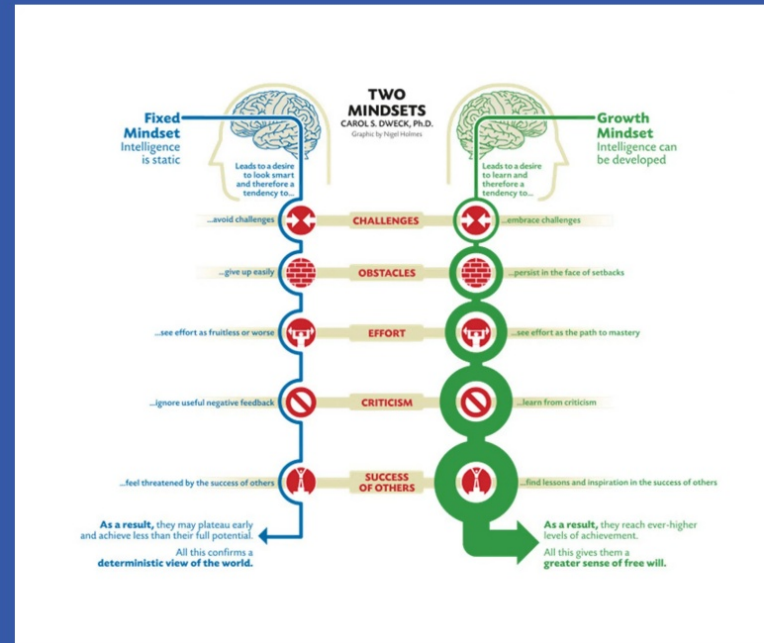 TWO
MINDSETS
CAROL S. DWECK, Ph.D.
Graphic by Nigel Holmes
Fixed
Mindset
Intelligence
is static
Growth
Mindset
Intelligence can
be developed
Leads to a desire
to look smart
and therefore a
tendency to...
Leads to a desire
to learn and
therefore a
tendency to...
...avoid challenges
CHALLENGES
...embrace challenges
...give up easily
OBSTACLES
...persist in the face of setbacks
...see effort as fruitless or worse
EFFORT
...see effort as the path to mastery
...ignore useful negative feedback
CRITICISM
...learn from criticism
...feel threatened by the success of others
SUCCESS
OF OTHERS
...find lessons and inspiration in the success of others
As a result, they may plateau early
and achieve less than their full potential.
All this confirms a
deterministic view of the world.
As a result, they reach ever-higher
levels of achievement.
All this gives them a
greater sense of free will.